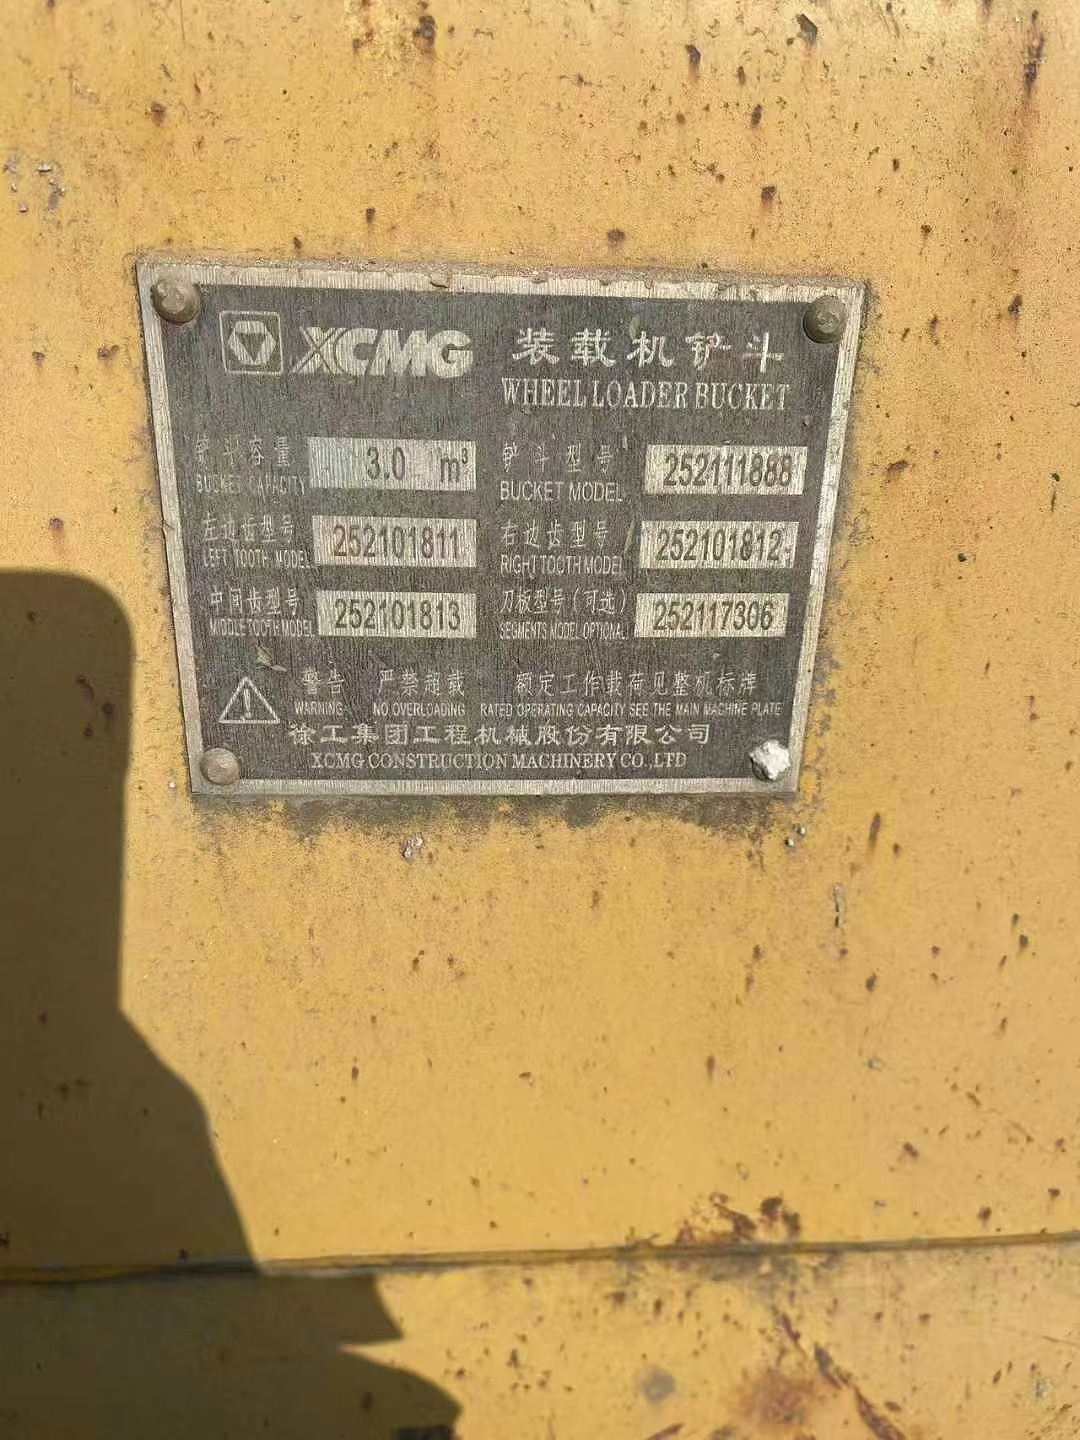 XCMG 装载机铲斗
WHEEL LOADER BUCKET
铲斗容量 3.0 m³ 铲斗型号 252111888
BUCKET CAPACITY BUCKET MODEL
左边齿型号 252101811 右边齿型号 252101812
LEFT TOOTH MODEL RIGHT TOOTH MODEL
中间齿型号 252101813 刀板型号(可选) 252117306
MIDDLE TOOTH MODEL SEGMENTS MODEL OPTIONAL
警告 严禁超载 额定工作载荷见整机标牌
WARNING NO OVERLOADING RATED OPERATING CAPACITY SEE THE MAIN MACHINE PLATE
徐工集团工程机械股份有限公司
XCMG CONSTRUCTION MACHINERY CO.,LTD